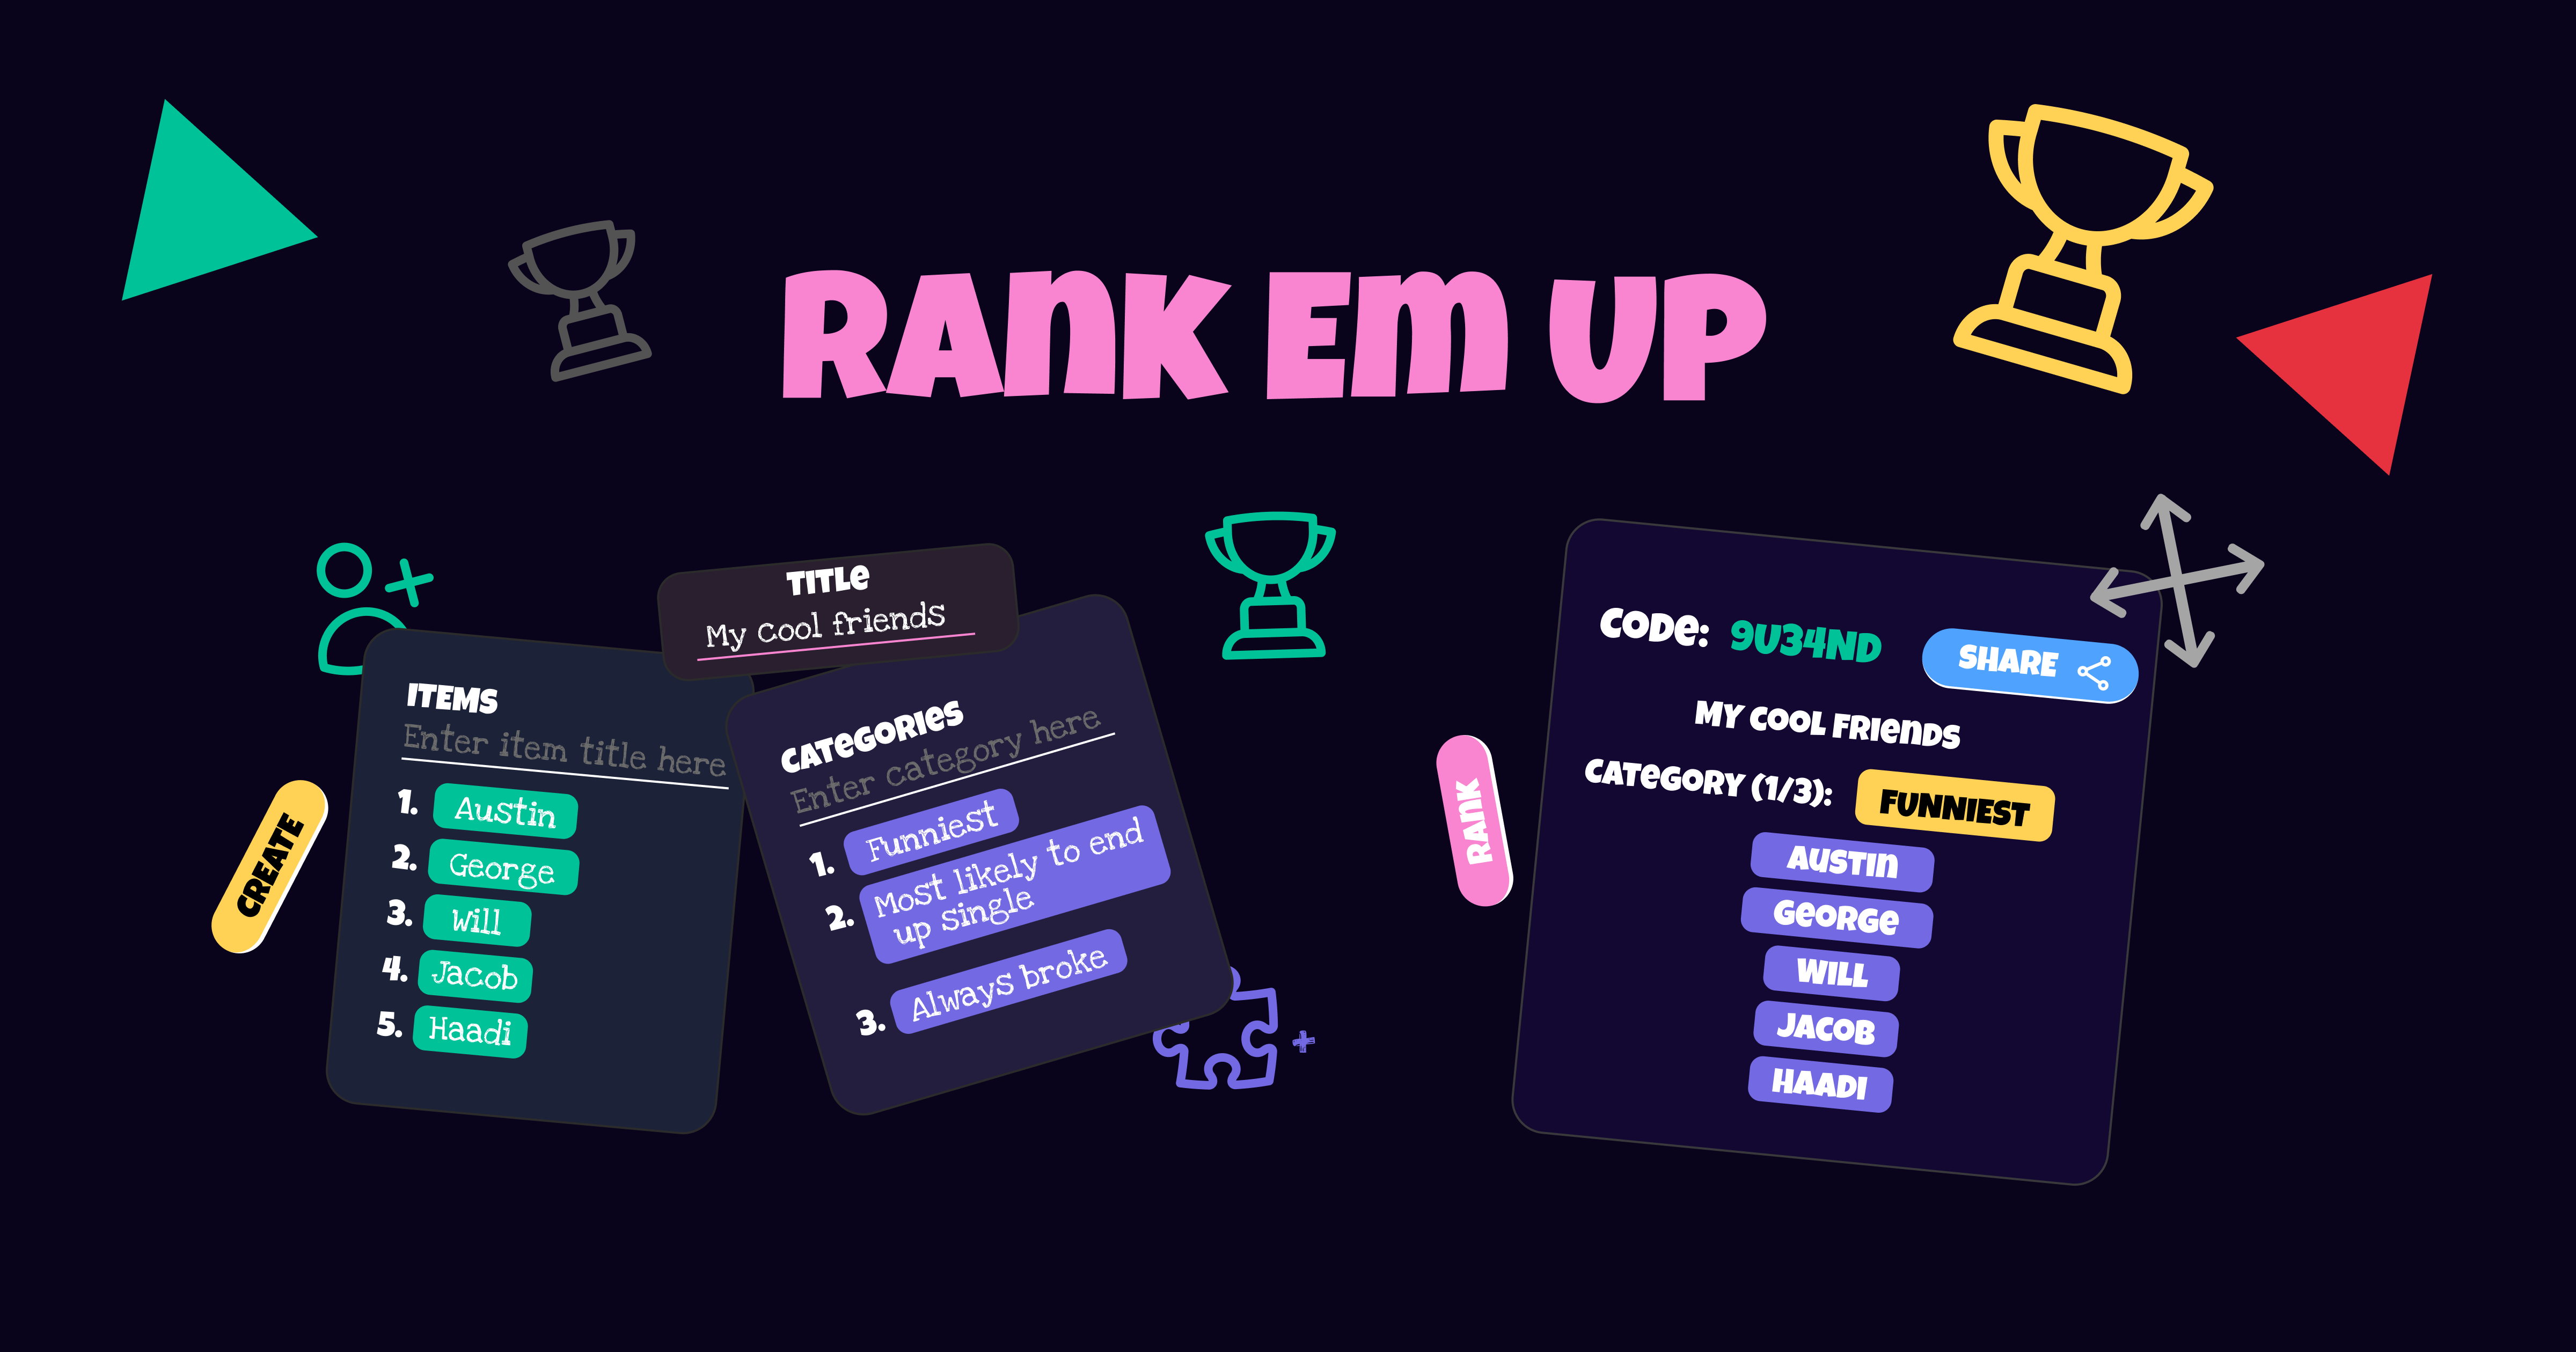 RANK EM UP
TITLE
My cool friends
ITEMS
Enter item title here
1. Austin
2. George
3. Will
4. Jacob
5. Haadi
CREATE
CATEGORIES
Enter category here
1. Funniest
2. Most likely to end
up single
3. Always broke
RANK
CODE: 9U34ND
SHARE
MY COOL FRIENDS
CATEGORY (1/3): FUNNIEST
AUSTIN
GEORGE
WILL
JACOB
HAADI